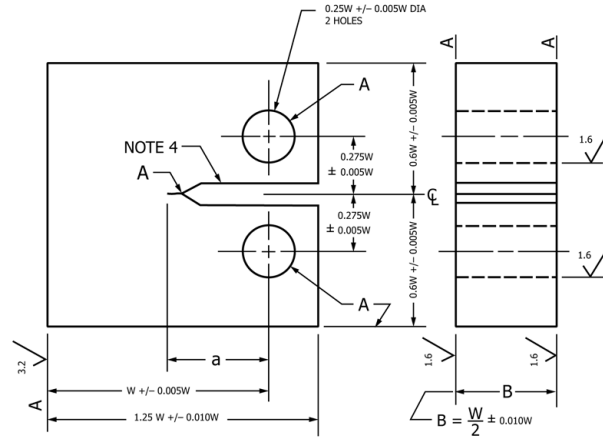 0.25W +/- 0.005W DIA
2 HOLES
A
A
A
NOTE 4
A
0.275W
± 0.005W
0.275W
± 0.005W
0.6W +/- 0.005W
0.6W +/- 0.005W
℄
1.6
1.6
A
3.2
1.6
1.6
a
W +/- 0.005W
A
1.25 W +/- 0.010W
B
B = W/2 ± 0.010W